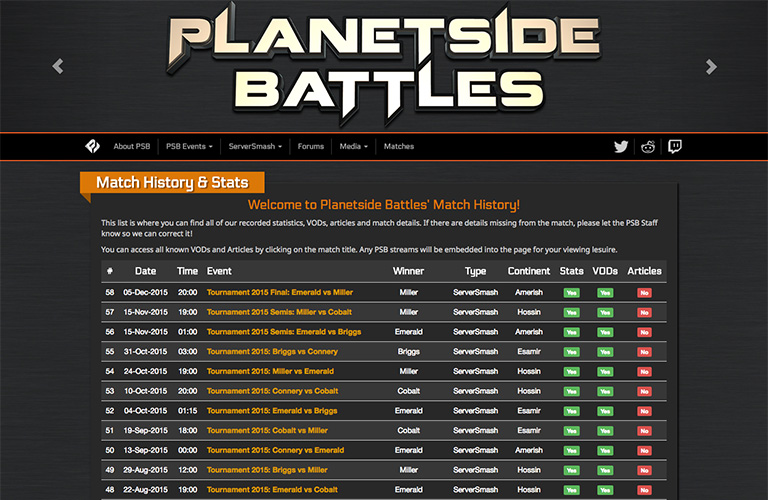 PLANETSIDE
BATTLES
About PSB PSB Events ServerSmash Forums Media Matches
Match History & Stats
Welcome to Planetside Battles' Match History!
This list is where you can find all of our recorded statistics, VODs, articles and match details. If there are details missing from the match, please let the PSB Staff
know so we can correct it!
You can access all known VODs and Articles by clicking on the match title. Any PSB streams will be embedded into the page for your viewing lesuire.
# Date Time Event Winner Type Continent Stats VODs Articles
58 05-Dec-2015 20:00 Tournament 2015 Final: Emerald vs Miller Miller ServerSmash Amerish Yes Yes No
57 15-Nov-2015 19:00 Tournament 2015 Semis: Miller vs Cobalt Miller ServerSmash Hossin Yes Yes No
56 15-Nov-2015 01:00 Tournament 2015 Semis: Emerald vs Briggs Emerald ServerSmash Amerish Yes Yes No
55 31-Oct-2015 03:00 Tournament 2015: Briggs vs Connery Briggs ServerSmash Esamir Yes Yes No
54 24-Oct-2015 19:00 Tournament 2015: Miller vs Emerald Miller ServerSmash Hossin Yes Yes No
53 10-Oct-2015 20:00 Tournament 2015: Connery vs Cobalt Cobalt ServerSmash Hossin Yes Yes No
52 04-Oct-2015 01:15 Tournament 2015: Emerald vs Briggs Emerald ServerSmash Esamir Yes Yes No
51 19-Sep-2015 18:00 Tournament 2015: Cobalt vs Miller Cobalt ServerSmash Esamir Yes Yes No
50 13-Sep-2015 00:00 Tournament 2015: Connery vs Emerald Emerald ServerSmash Amerish Yes Yes No
49 29-Aug-2015 12:00 Tournament 2015: Briggs vs Miller Miller ServerSmash Hossin Yes Yes No
48 22-Aug-2015 19:00 Tournament 2015: Emerald vs Cobalt Emerald ServerSmash Hossin Yes Yes No